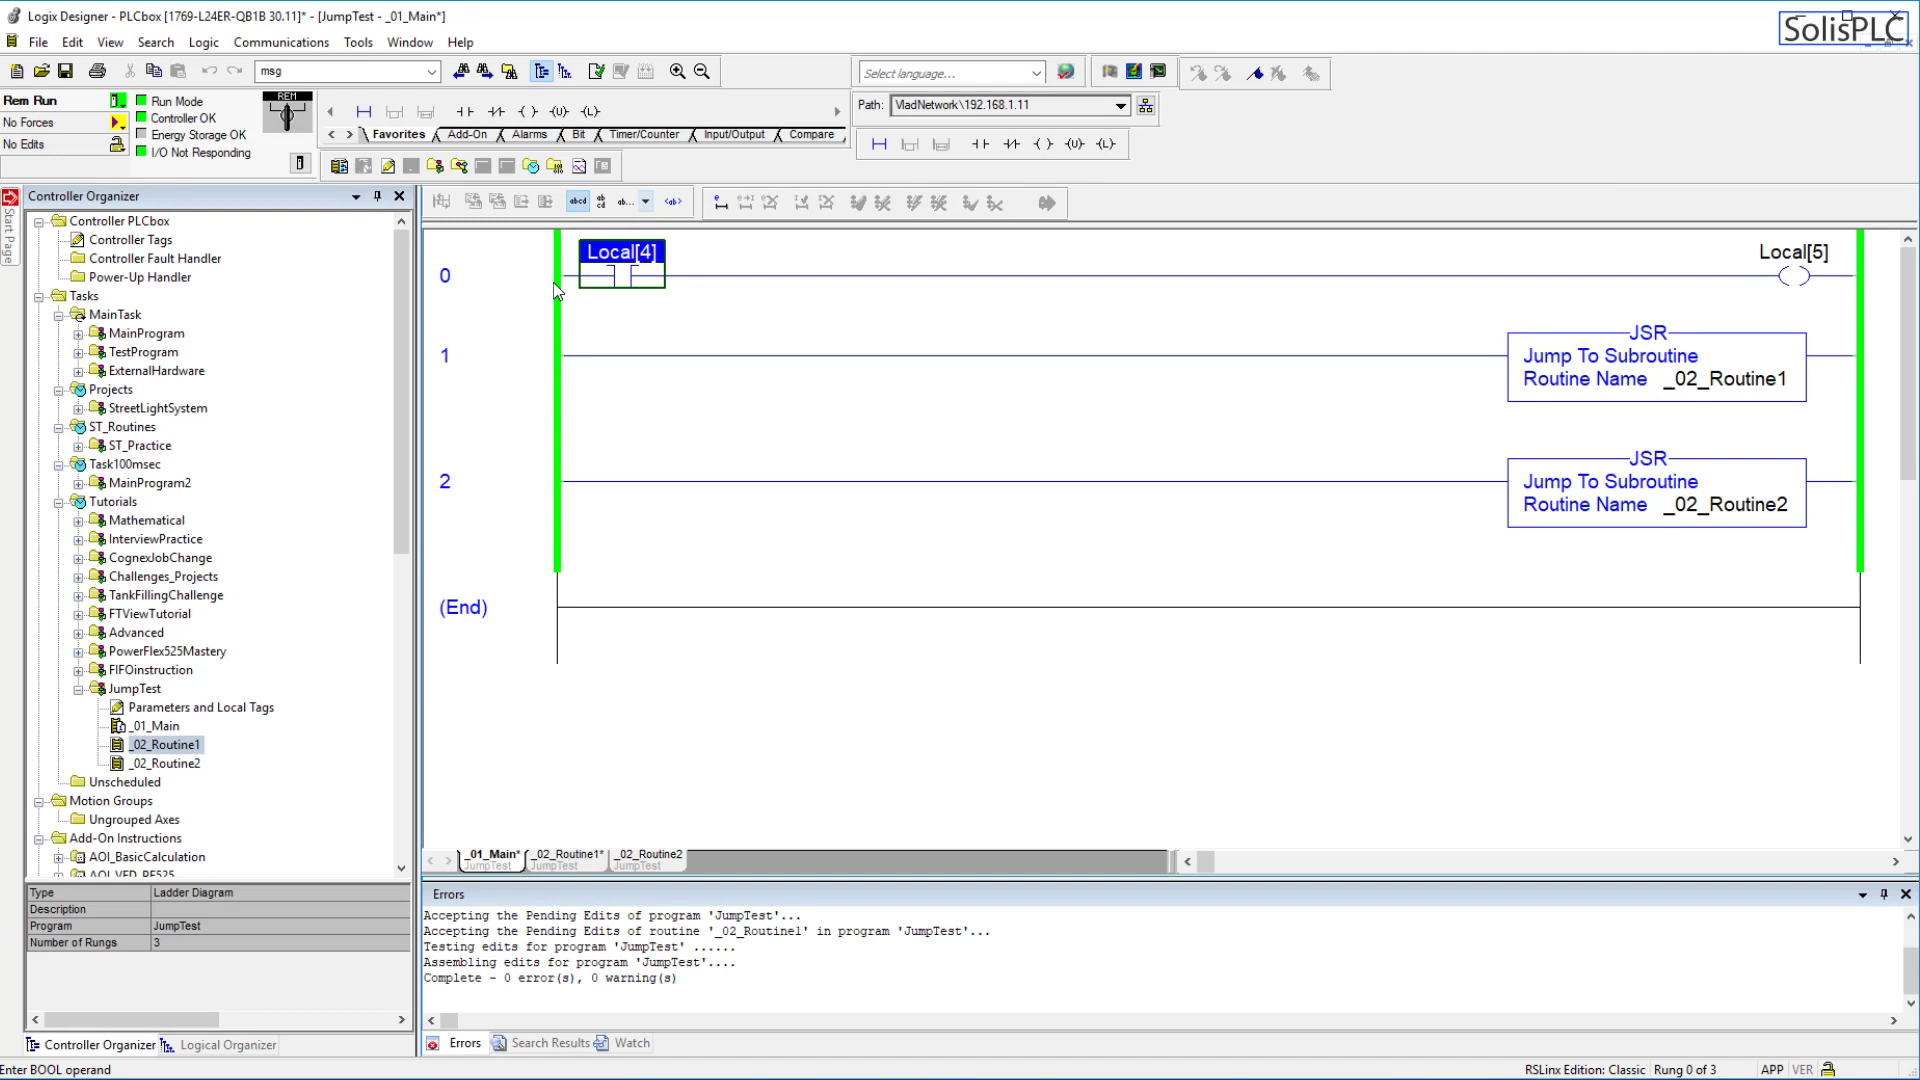 Logix Designer - PLCbox [1769-L24ER-QB1B 30.11]* - [JumpTest - _01_Main*]
SolisPLC
File Edit View Search Logic Communications Tools Window Help
msg
Select language...
Rem Run
No Forces
No Edits
Run Mode
Controller OK
Energy Storage OK
I/O Not Responding
REM
Path: VladNetwork\192.168.1.11
Favorites Add-On Alarms Bit Timer/Counter Input/Output Compare
Start Page
Controller Organizer
Controller PLCbox
Controller Tags
Controller Fault Handler
Power-Up Handler
Tasks
MainTask
MainProgram
TestProgram
ExternalHardware
Projects
StreetLightSystem
ST_Routines
ST_Practice
Task100msec
MainProgram2
Tutorials
Mathematical
InterviewPractice
CognexJobChange
Challenges_Projects
TankFillingChallenge
FTViewTutorial
Advanced
PowerFlex525Mastery
FIFOinstruction
JumpTest
Parameters and Local Tags
_01_Main
_02_Routine1
_02_Routine2
Unscheduled
Motion Groups
Ungrouped Axes
Add-On Instructions
AOI_BasicCalculation
AOI_VFD_PF525
Type Ladder Diagram
Description
Program JumpTest
Number of Rungs 3
Controller Organizer Logical Organizer
Local[4]
Local[5]
0
JSR
1
Jump To Subroutine
Routine Name _02_Routine1
JSR
2
Jump To Subroutine
Routine Name _02_Routine2
(End)
_01_Main* _02_Routine1* _02_Routine2
JumpTest JumpTest JumpTest
Errors
Accepting the Pending Edits of program 'JumpTest'...
Accepting the Pending Edits of routine '_02_Routine1' in program 'JumpTest'...
Testing edits for program 'JumpTest' ......
Assembling edits for program 'JumpTest'....
Complete - 0 error(s), 0 warning(s)
Errors Search Results Watch
Enter BOOL operand
RSLinx Edition: Classic Rung 0 of 3 APP VER